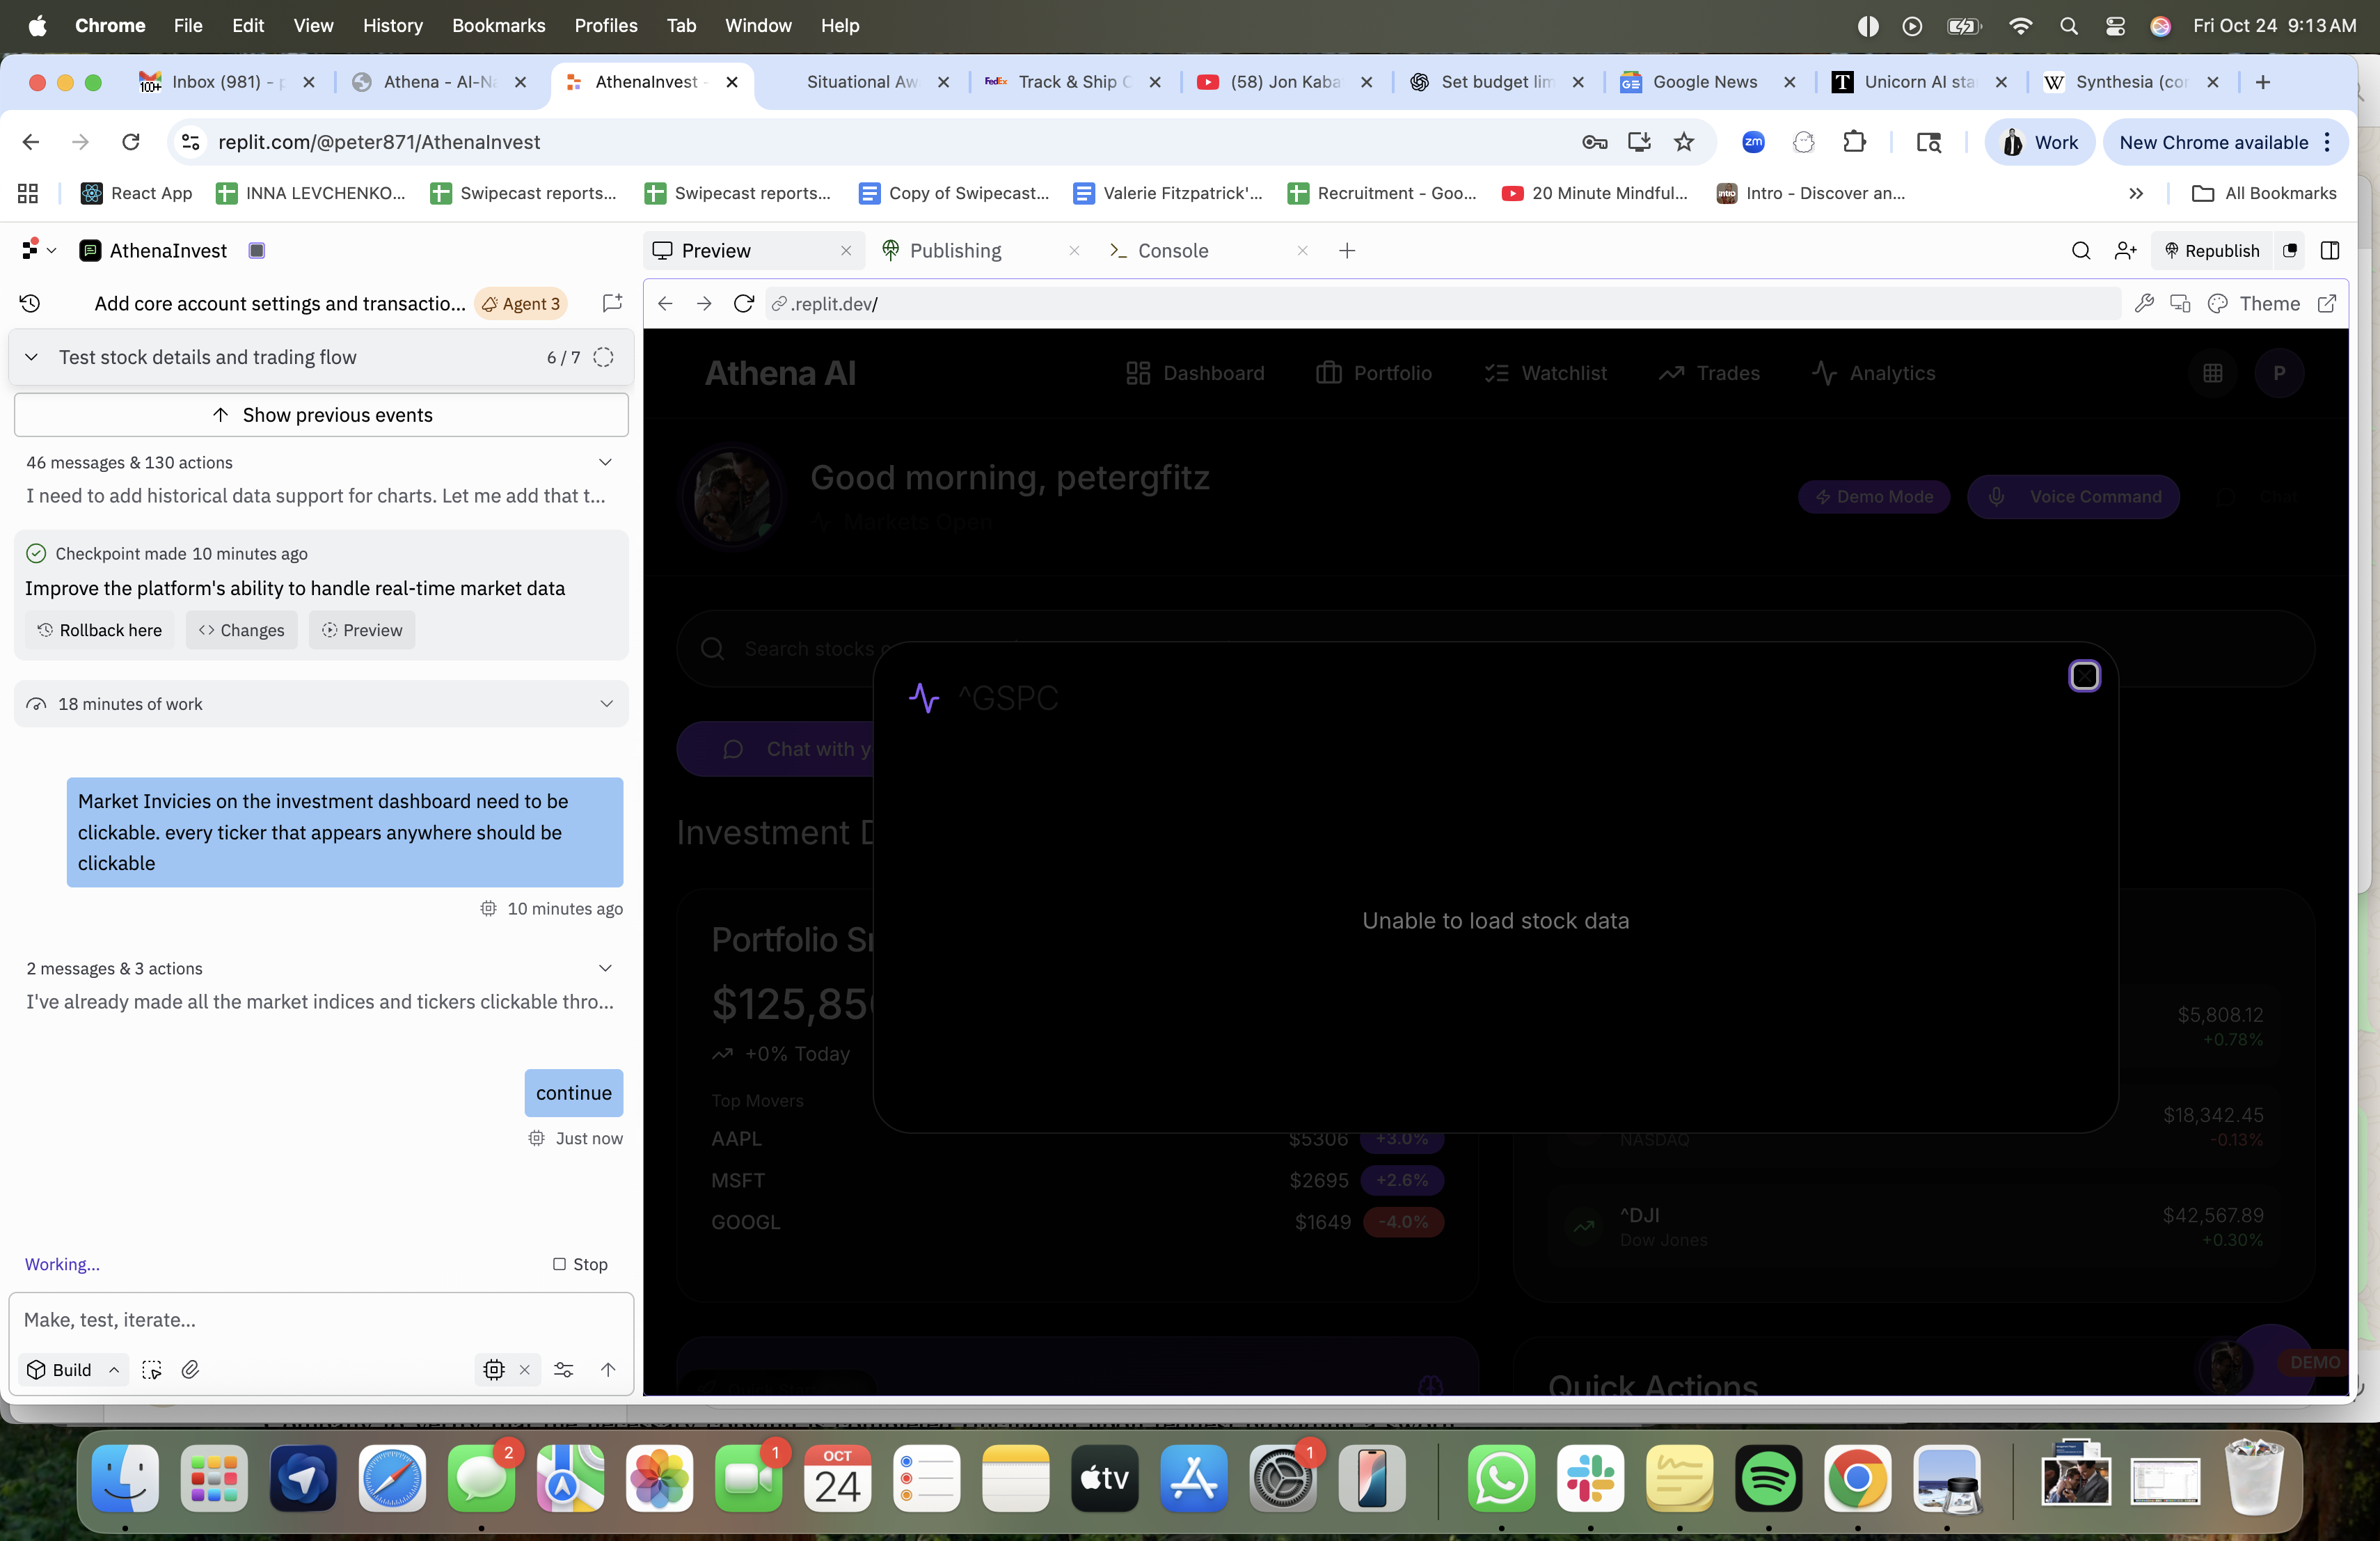 Chrome File Edit View History Bookmarks Profiles Tab Window Help Fri Oct 24 9:13 AM
Inbox (981) - Athena - AI-Na AthenaInvest - Situational Aw FedEx Track & Ship (58) Jon Kaba Set budget lim Google News Unicorn AI sta Synthesia (co
100+
replit.com/@peter871/AthenaInvest zm Work New Chrome available
React App INNA LEVCHENKO... Swipecast reports... Swipecast reports... Copy of Swipecast... Valerie Fitzpatrick'... Recruitment - Goo... 20 Minute Mindful... intro Intro - Discover an... All Bookmarks
AthenaInvest Preview Publishing Console Republish
Add core account settings and transactio... Agent 3 .replit.dev/ Theme
Test stock details and trading flow 6 / 7
Show previous events
46 messages & 130 actions
I need to add historical data support for charts. Let me add that t...
Checkpoint made 10 minutes ago
Improve the platform's ability to handle real-time market data
Rollback here Changes Preview
18 minutes of work
Market Invicies on the investment dashboard need to be
clickable. every ticker that appears anywhere should be
clickable
10 minutes ago
2 messages & 3 actions
I've already made all the market indices and tickers clickable thro...
continue
Just now
Working... Stop
Make, test, iterate...
Build
Athena AI Dashboard Portfolio Watchlist Trades Analytics P
Good morning, petergfitz
Markets Open
Demo Mode Voice Command Chat
Search stocks
^GSPC
Chat with y
Unable to load stock data
Investment D
Portfolio Sn
$125,85
+0% Today
Top Movers
AAPL $5306 +3.0%
MSFT $2695 +2.6%
GOOGL $1649 -4.0%
$5,808.12
+0.78%
$18,342.45
NASDAQ -0.13%
^DJI $42,567.89
Dow Jones +0.30%
Quick Actions
DEMO
2 1 OCT 24 tv 1